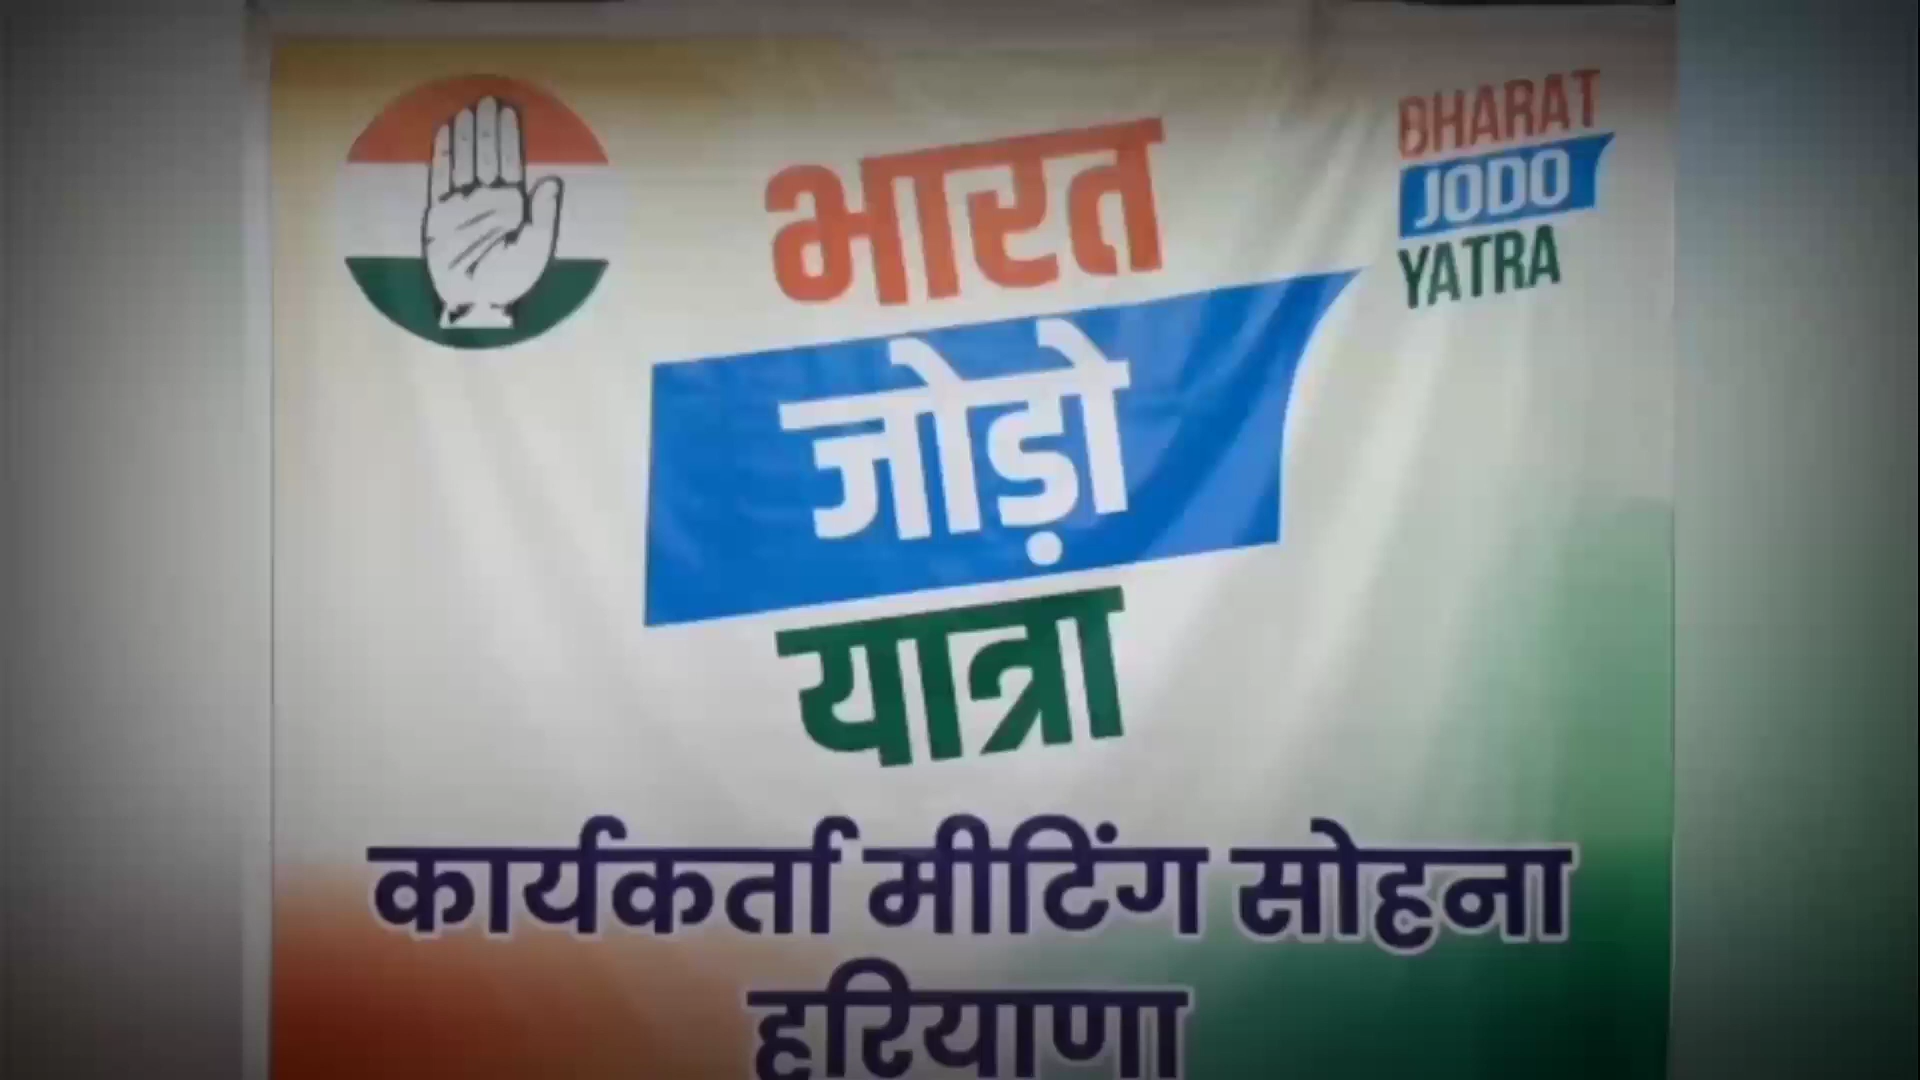 भारत
जोड़ो
यात्रा
BHARAT
JODO
YATRA
कार्यकर्ता मीटिंग सोहना
हरियाणा